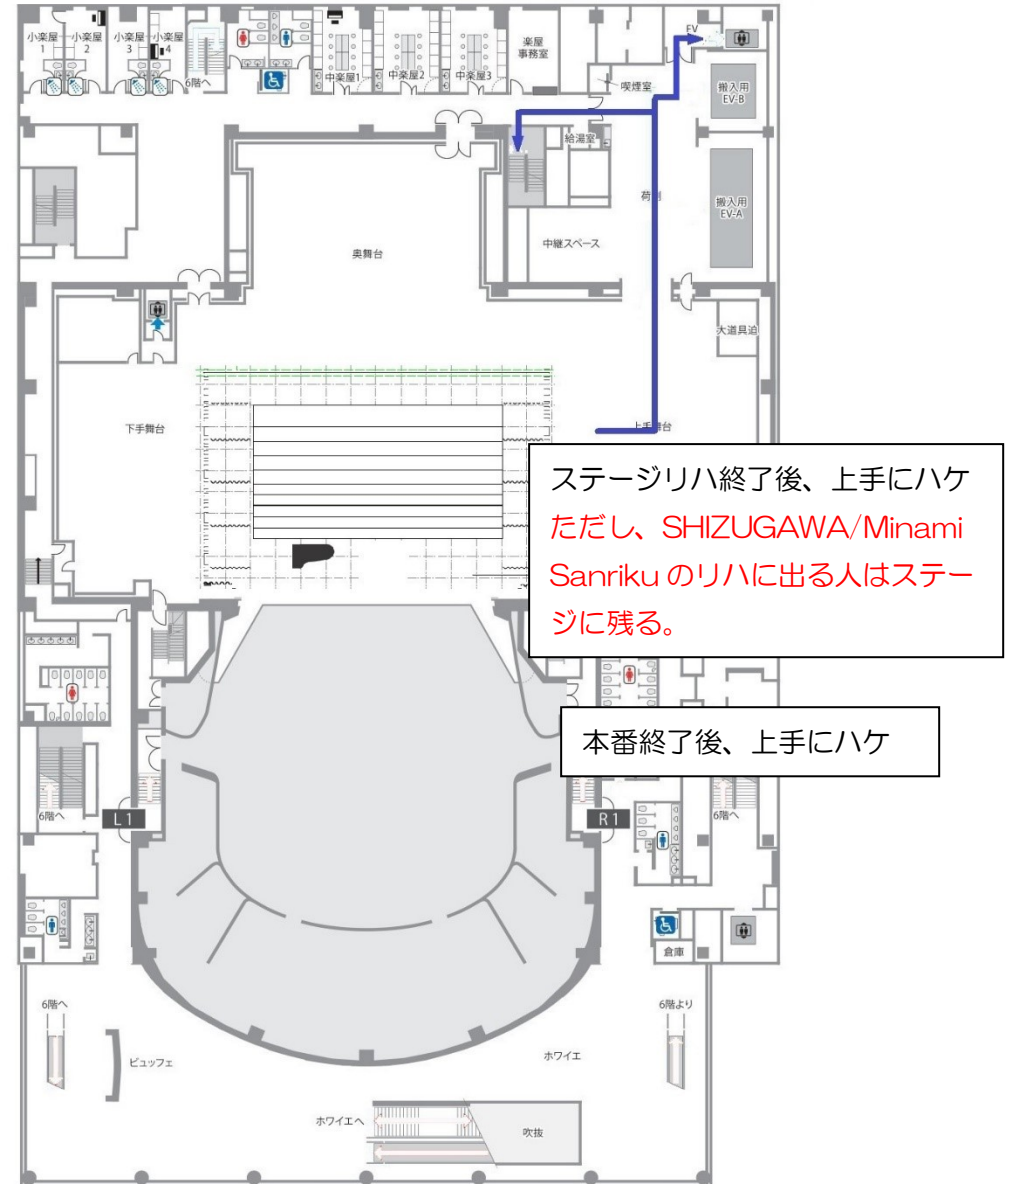 小楽屋
1
小楽屋
2
小楽屋
3
小楽屋
4
6階へ
中楽屋1
中楽屋2
中楽屋3
楽屋
事務室
EV
喫煙室
搬入用
EV-B
給湯室
搬入用
EV-A
中継スペース
奥舞台
大道具迫
下手舞台
上手舞台
ステージリハ終了後、上手にハケ
ただし、SHIZUGAWA/Minami
Sanriku のリハに出る人はステー
ジに残る。
本番終了後、上手にハケ
6階へ
L1
R1
6階へ
倉庫
6階へ
6階より
ビュッフェ
ホワイエ
ホワイエへ
吹抜